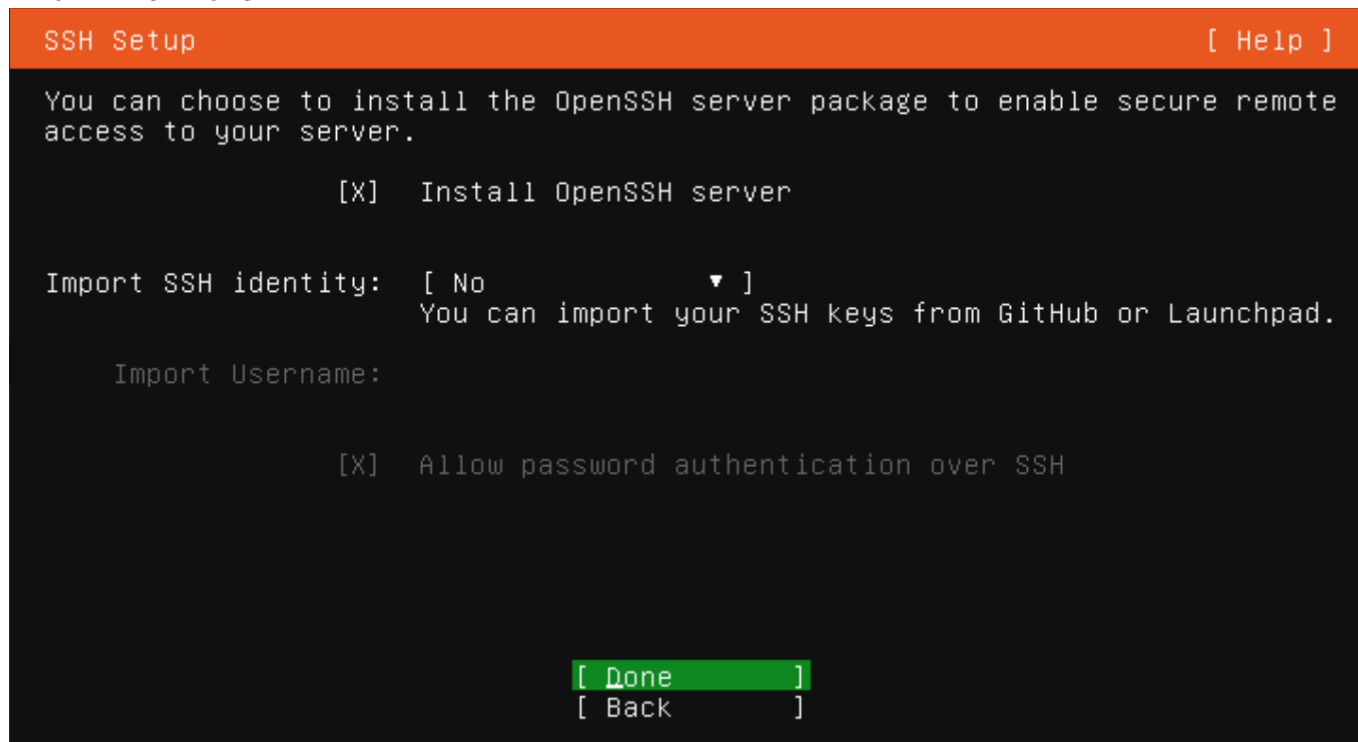 SSH Setup [ Help ]
You can choose to install the OpenSSH server package to enable secure remote
access to your server.
[X] Install OpenSSH server
Import SSH identity: [ No ▼ ]
You can import your SSH keys from GitHub or Launchpad.
Import Username:
[X] Allow password authentication over SSH
[ Done ]
[ Back ]